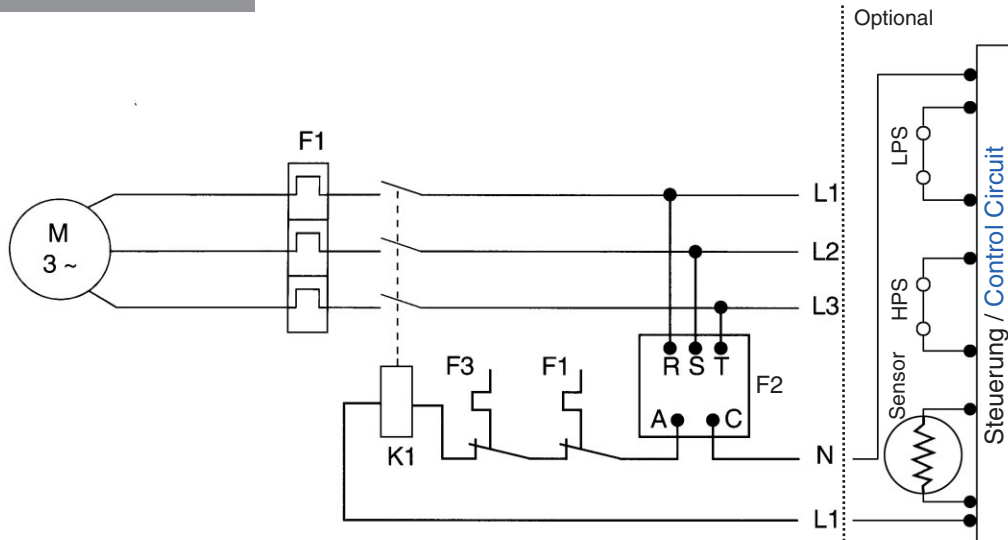 Optional
F1
M
3 ~
L1
L2
L3
R S T
F2
A C
F3 F1
K1
N
L1
LPS
HPS
Sensor
Steuerung / Control Circuit